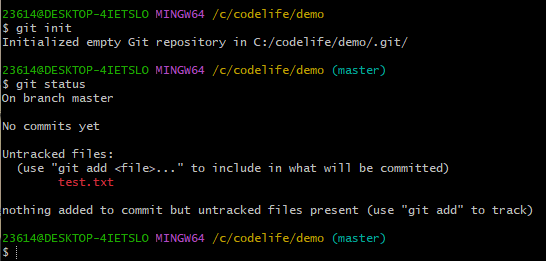 23614@DESKTOP-4IETSLO MINGW64 /c/codelife/demo
$ git init
Initialized empty Git repository in C:/codelife/demo/.git/

23614@DESKTOP-4IETSLO MINGW64 /c/codelife/demo (master)
$ git status
On branch master

No commits yet

Untracked files:
  (use "git add <file>..." to include in what will be committed)
        test.txt

nothing added to commit but untracked files present (use "git add" to track)

23614@DESKTOP-4IETSLO MINGW64 /c/codelife/demo (master)
$